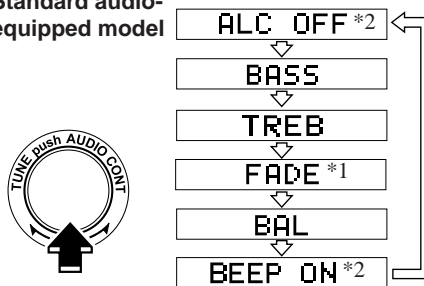 Standard audio-
equipped model
ALC OFF *2
BASS
TREB
FADE *1
BAL
BEEP ON *2
TUNE push AUDIO CONT